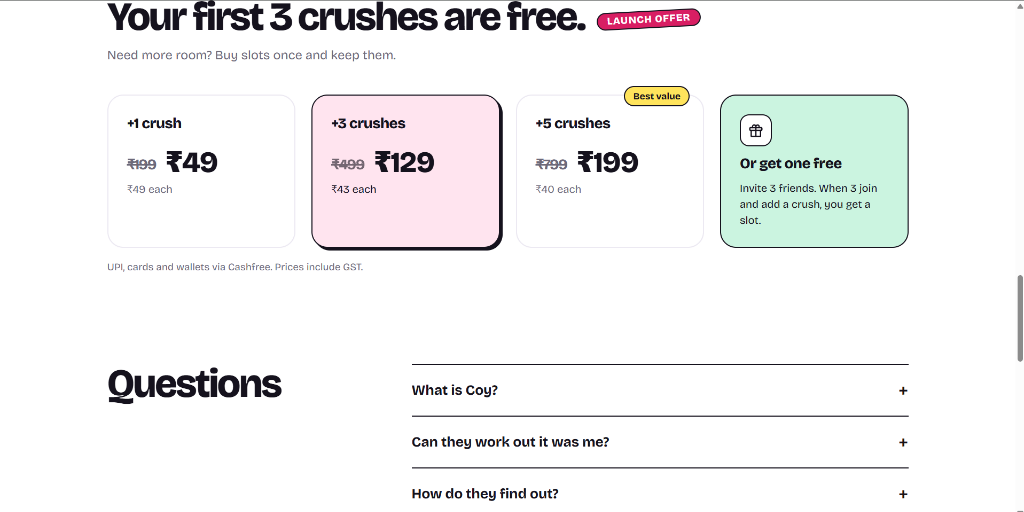 Your first 3 crushes are free. LAUNCH OFFER
Need more room? Buy slots once and keep them.
+1 crush
₹199 ₹49
₹49 each
+3 crushes
₹499 ₹129
₹43 each
Best value
+5 crushes
₹799 ₹199
₹40 each
Or get one free
Invite 3 friends. When 3 join
and add a crush, you get a
slot.
UPI, cards and wallets via Cashfree. Prices include GST.
Questions
What is Coy? +
Can they work out it was me? +
How do they find out? +